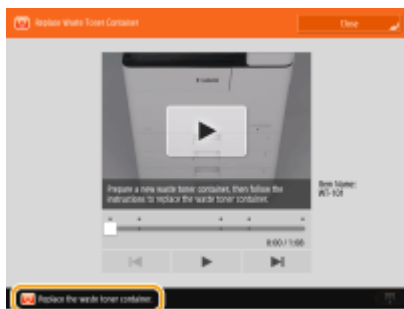 Replace Waste Toner Container
Close
Canon
Prepare a new waste toner container, then follow the
instructions to replace the waste toner container.
Item Name:
WT-101
0:00 / 1:00
Replace the waste toner container.